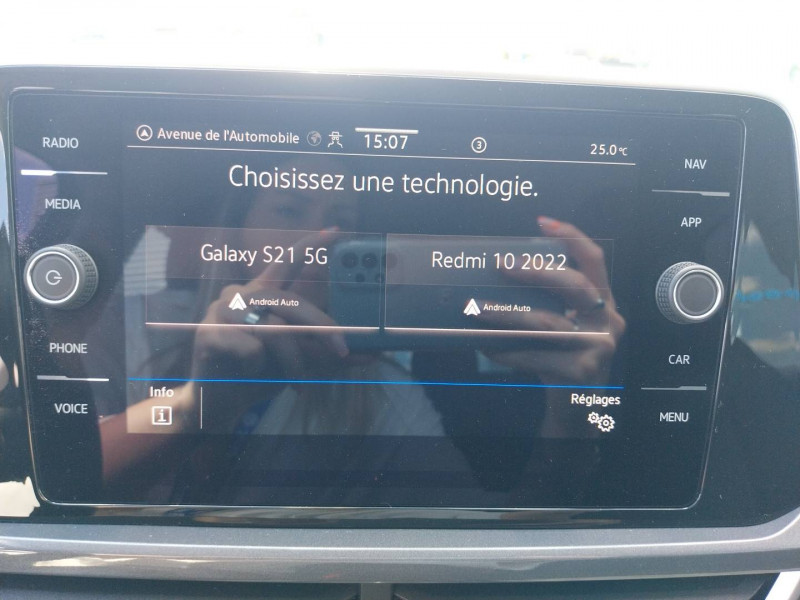 Avenue de l'Automobile 15:07 3 25.0°C
RADIO
MEDIA
PHONE
VOICE
Choisissez une technologie.
Galaxy S21 5G
Android Auto
Redmi 10 2022
Android Auto
Info
i
Réglages
NAV
APP
CAR
MENU